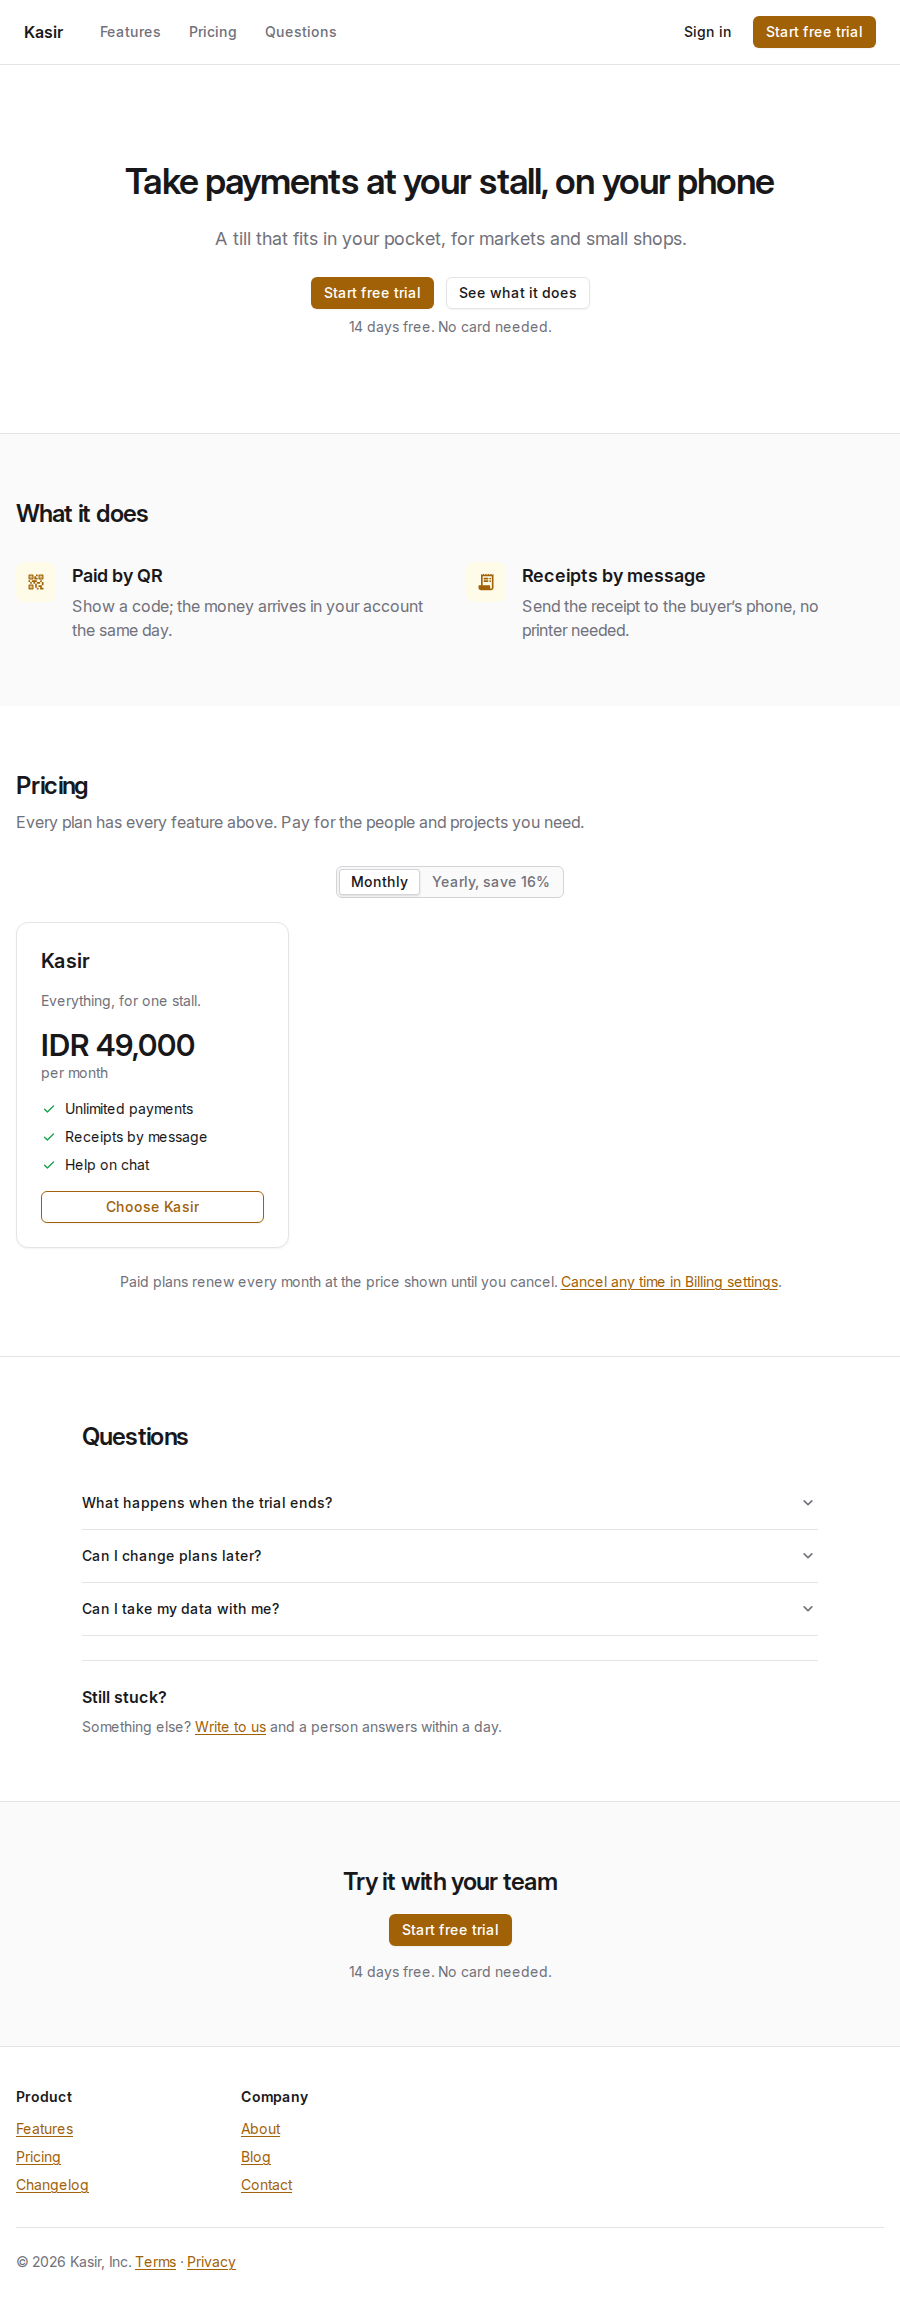 Kasir
Features
Pricing
Questions
Sign in
Start free trial
Take payments at your stall, on your phone
A till that fits in your pocket, for markets and small shops.
Start free trial
See what it does
14 days free. No card needed.
What it does
Paid by QR
Show a code; the money arrives in your account
the same day.
Receipts by message
Send the receipt to the buyer’s phone, no
printer needed.
Pricing
Every plan has every feature above. Pay for the people and projects you need.
Monthly
Yearly, save 16%
Kasir
Everything, for one stall.
IDR 49,000
per month
Unlimited payments
Receipts by message
Help on chat
Choose Kasir
Paid plans renew every month at the price shown until you cancel. Cancel any time in Billing settings.
Questions
What happens when the trial ends?
Can I change plans later?
Can I take my data with me?
Still stuck?
Something else? Write to us and a person answers within a day.
Try it with your team
Start free trial
14 days free. No card needed.
Product
Features
Pricing
Changelog
Company
About
Blog
Contact
© 2026 Kasir, Inc. Terms · Privacy